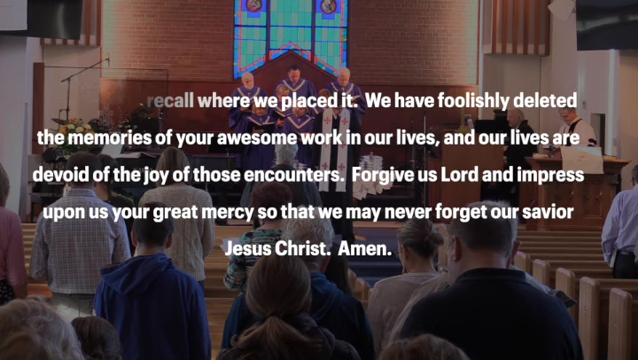 recall where we placed it. We have foolishly deleted
the memories of your awesome work in our lives, and our lives are
devoid of the joy of those encounters. Forgive us Lord and impress
upon us your great mercy so that we may never forget our savior
Jesus Christ. Amen.